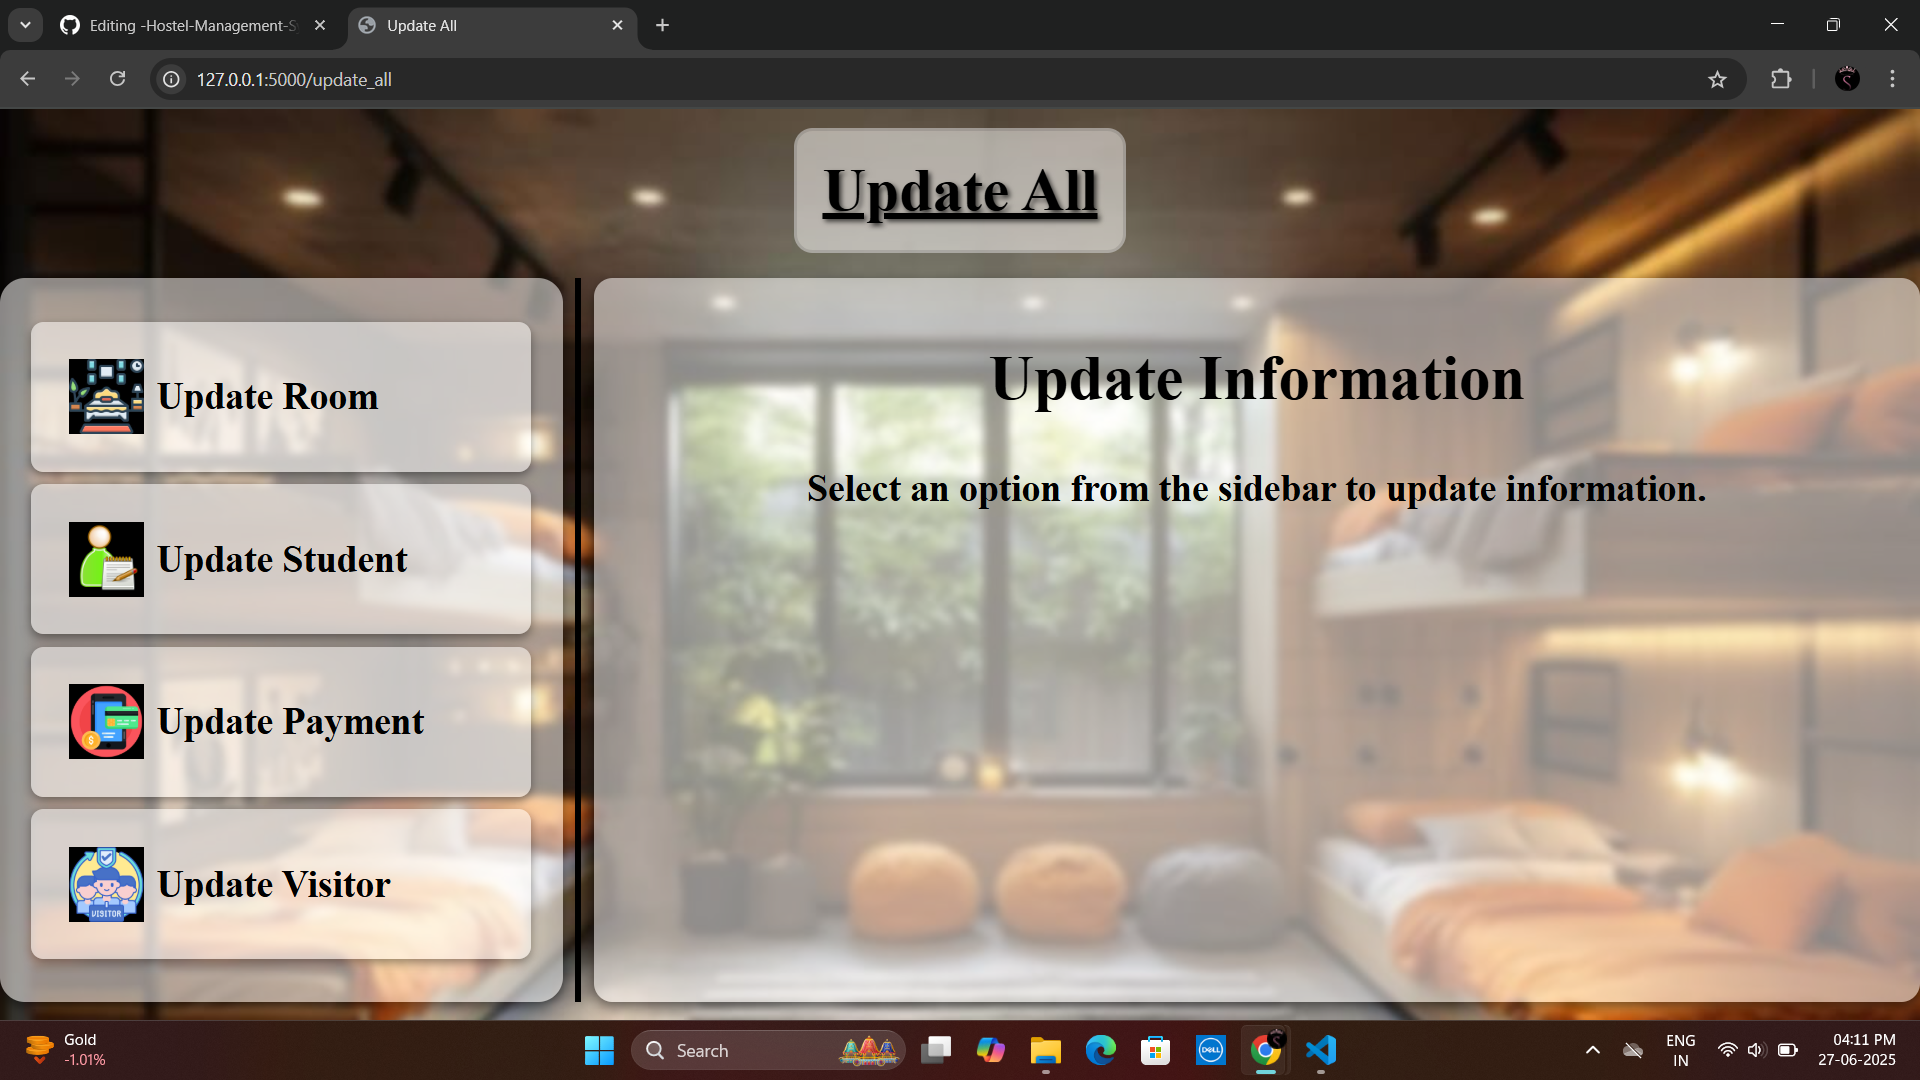 Editing -Hostel-Management-S
Update All
127.0.0.1:5000/update_all
Update All
Update Room
Update Student
Update Payment
VISITOR
Update Visitor
Update Information
Select an option from the sidebar to update information.
Gold
-1.01%
Search
DELL
ENG
IN
04:11 PM
27-06-2025